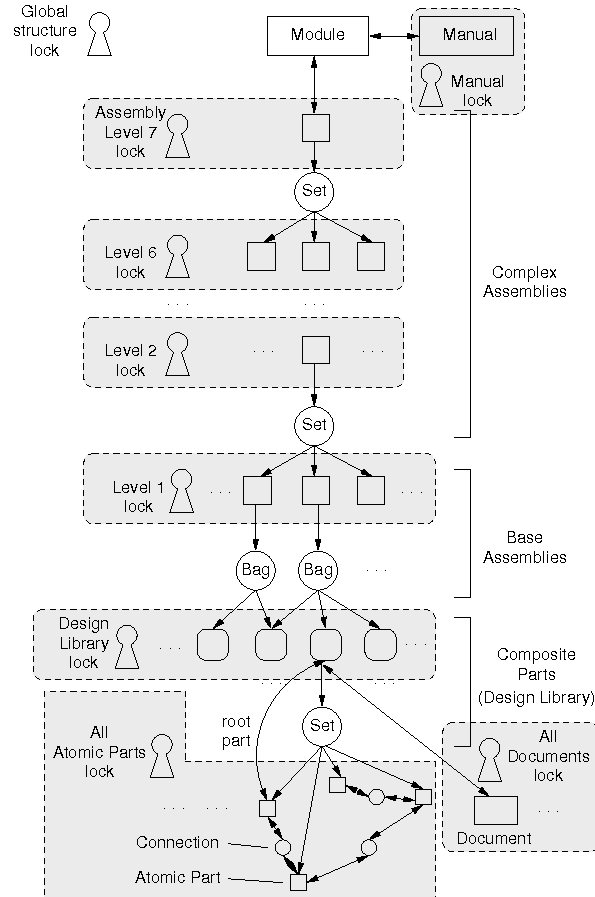 Global
structure
lock
Module
Manual
Manual
lock
Assembly
Level 7
lock
Set
Level 6
lock
. . .
. . .
Complex
Assemblies
Level 2
lock
. . .
. . .
Set
Level 1
lock
. . .
. . .
Base
Assemblies
Bag
Bag
. . .
Design
Library
lock
. . .
. . .
Composite
Parts
(Design Library)
. . .
. . .
root
part
Set
All
Atomic Parts
lock
All
Documents
lock
. . .
. . .
. . .
Document
Connection
Atomic Part